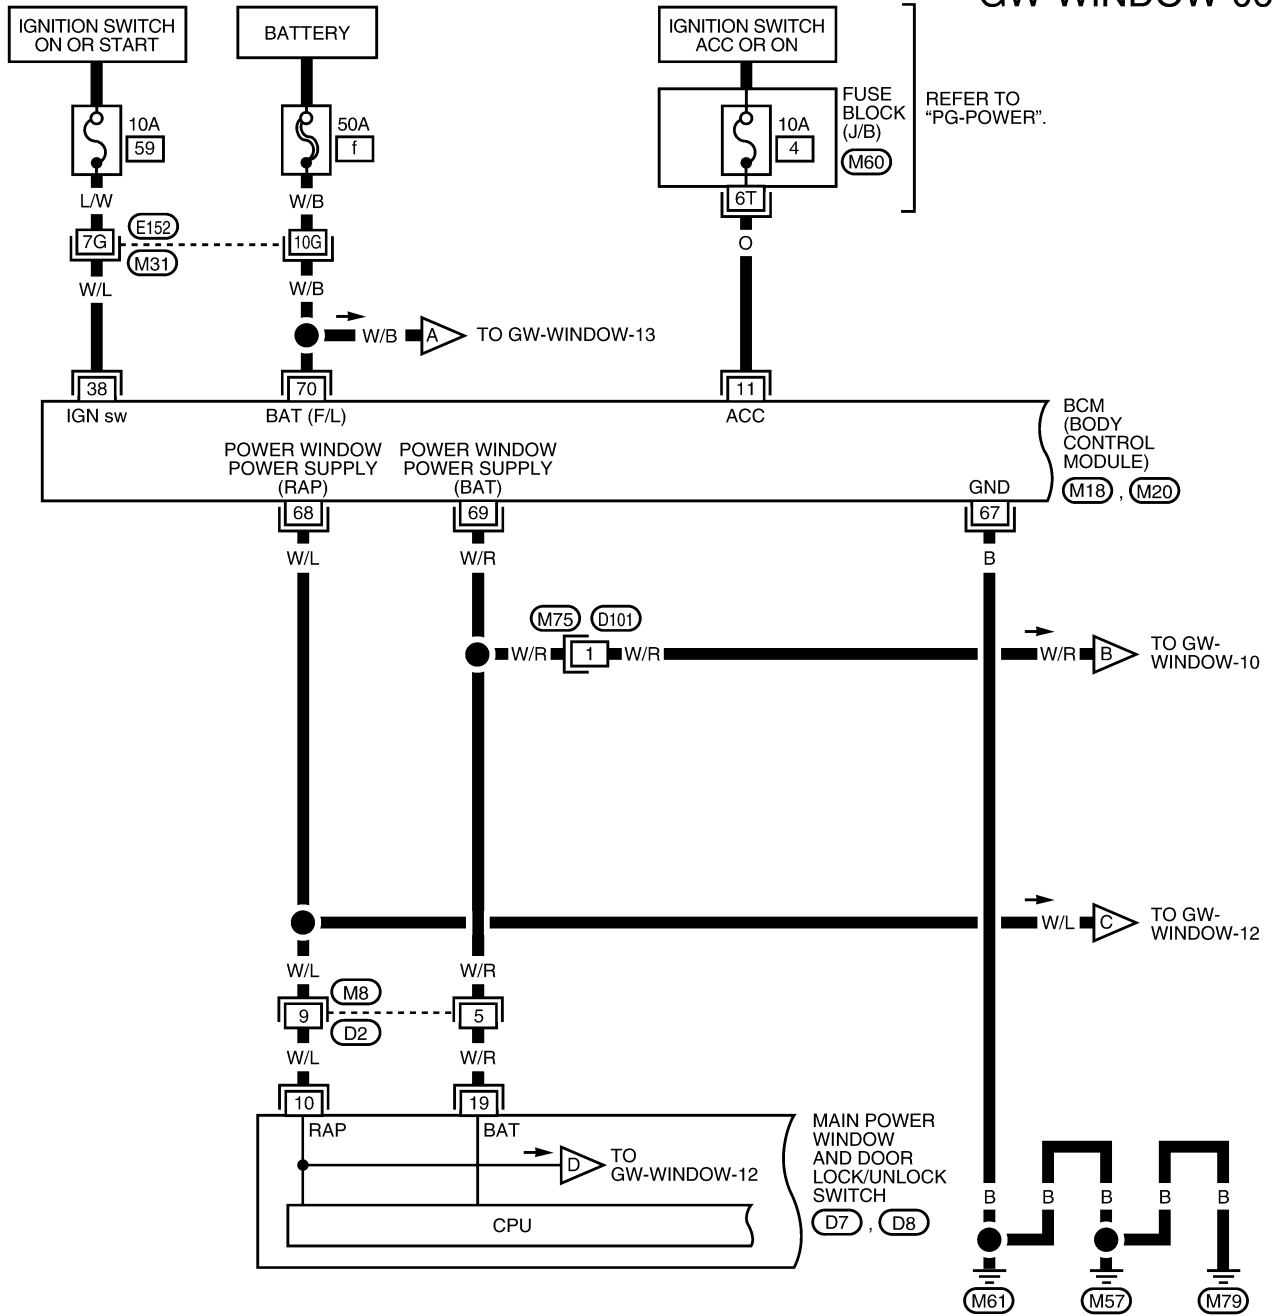 GW-WINDOW-
IGNITION SWITCH
ON OR START
BATTERY
IGNITION SWITCH
ACC OR ON
10A
59
50A
f
10A
4
FUSE
BLOCK
(J/B)
M60
REFER TO
“PG-POWER”.
L/W
W/B
6T
7G
E152
M31
10G
O
W/L
W/B
W/B
A
TO GW-WINDOW-13
38
70
11
IGN sw
BAT (F/L)
ACC
POWER WINDOW
POWER SUPPLY
(RAP)
POWER WINDOW
POWER SUPPLY
(BAT)
GND
BCM
(BODY
CONTROL
MODULE)
M18 , M20
68
69
67
W/L
W/R
B
M75
D101
W/R
1
W/R
W/R
B
TO GW-
WINDOW-10
W/L
C
TO GW-
WINDOW-12
W/L
W/R
9
M8
D2
5
W/L
W/R
10
19
RAP
BAT
D
TO
GW-WINDOW-12
CPU
MAIN POWER
WINDOW
AND DOOR
LOCK/UNLOCK
SWITCH
D7 , D8
B
B
B
B
B
M61
M57
M79